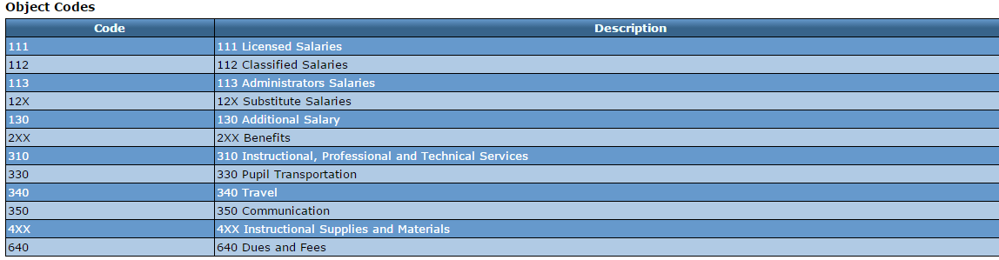 Object Codes
Code Description
111 111 Licensed Salaries
112 112 Classified Salaries
113 113 Administrators Salaries
12X 12X Substitute Salaries
130 130 Additional Salary
2XX 2XX Benefits
310 310 Instructional, Professional and Technical Services
330 330 Pupil Transportation
340 340 Travel
350 350 Communication
4XX 4XX Instructional Supplies and Materials
640 640 Dues and Fees